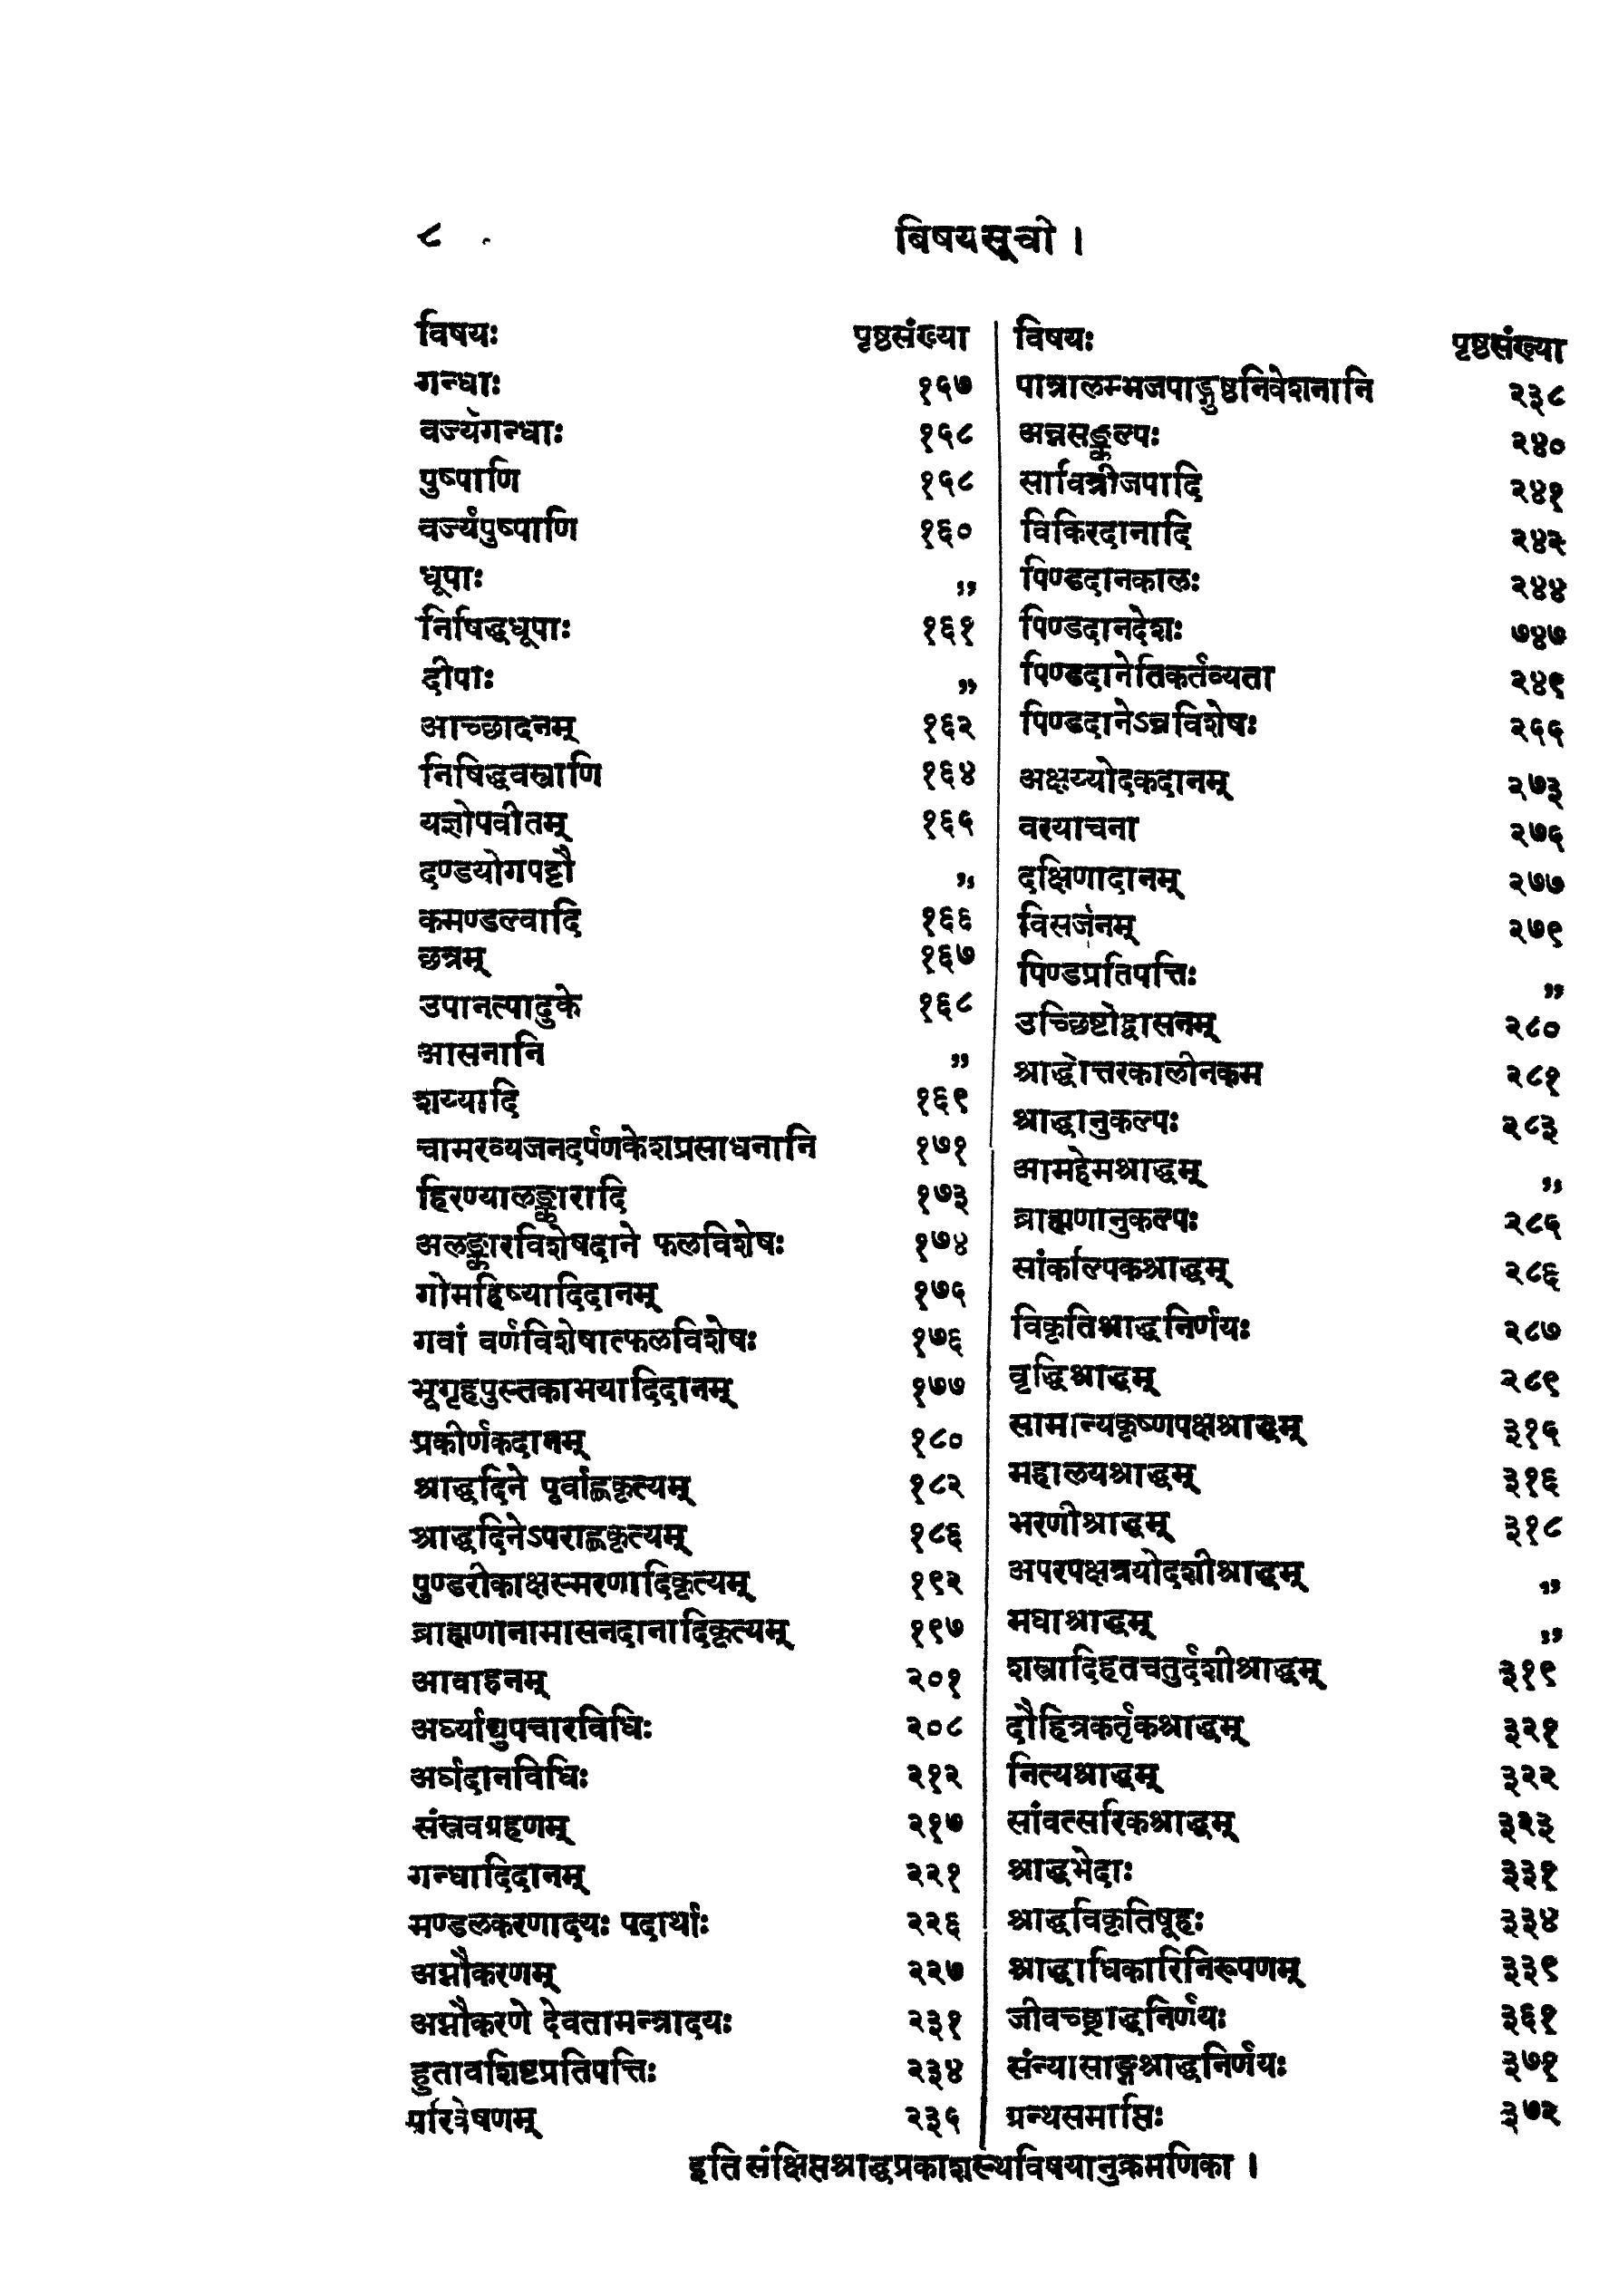 ८
विषयसूची ।
विषयः पृष्ठसंख्या
गन्धाः १५७
वर्ज्यगन्धाः १५८
पुष्पाणि १५८
वर्ज्यपुष्पाणि १६०
धूपाः ,,
निषिद्धधूपाः १६१
दीपाः ,,
आच्छादनम् १६२
निषिद्धवस्त्राणि १६४
यज्ञोपवीतम् १६५
दण्डयोगपट्टौ ,,
कमण्डल्वादि १६६
छत्रम् १६७
उपानत्पादुके १६८
आसनानि ,,
शय्यादि १६९
चामरव्यजनदर्पणकेशप्रसाधनानि १७१
हिरण्यालङ्कारादि १७३
अलङ्कारविशेषदाने फलविशेषः १७४
गोमहिष्यादिदानम् १७५
गवां वर्णविशेषात्फलविशेषः १७६
भूगृहपुस्तकाभयादिदानम् १७७
प्रकीर्णकदानम् १८०
श्राद्धदिने पूर्वाह्णकृत्यम् १८२
श्राद्धदिनेऽपराह्णकृत्यम् १८६
पुण्डरीकाक्षस्मरणादिकृत्यम् १९२
ब्राह्मणानामासनदानादिकृत्यम् १९७
आवाहनम् २०१
अर्घ्याद्युपचारविधिः २०८
अर्घदानविधिः २१२
संस्रवग्रहणम् २१७
गन्धादिदानम् २२१
मण्डलकरणादयः पदार्थाः २२६
अग्नौकरणम् २२७
अग्नौकरणे देवतामन्त्रादयः २३१
हुतावशिष्टप्रतिपत्तिः २३४
परिवेषणम् २३५
विषयः पृष्ठसंख्या
पात्रालम्भजपाङ्गुष्ठनिवेशनानि २३८
अन्नसङ्कल्पः २४०
सावित्रीजपादि २४१
विकिरदानादि २४२
पिण्डदानकालः २४४
पिण्डदानदेशः ७४७
पिण्डदानेतिकर्तव्यता २४९
पिण्डदानेऽन्नविशेषः २५५
अक्षय्योदकदानम् २७३
वरयाचना २७५
दक्षिणादानम् २७७
विसर्जनम् २७९
पिण्डप्रतिपत्तिः ,,
उच्छिष्टोद्वासनम् २८०
श्राद्धोत्तरकालीनकम २८१
श्राद्धानुकल्पः २८३
आमहेमश्राद्धम् ,,
ब्राह्मणानुकल्पः २८५
सांकल्पिकश्राद्धम् २८६
विकृतिश्राद्धनिर्णयः २८७
वृद्धिश्राद्धम् २८९
सामान्यकृष्णपक्षश्राद्धम् ३१५
महालयश्राद्धम् ३१६
भरणीश्राद्धम् ३१८
अपरपक्षत्रयोदशीश्राद्धम् ,,
मघाश्राद्धम् ,,
शस्त्रादिहतचतुर्दशीश्राद्धम् ३१९
दौहित्रकर्तृकश्राद्धम् ३२१
नित्यश्राद्धम् ३२२
सांवत्सरिकश्राद्धम् ३२३
श्राद्धभेदाः ३३१
श्राद्धविकृतिषूहः ३३४
श्राद्धाधिकारिनिरूपणम् ३३९
जीवच्छ्राद्धनिर्णयः ३६१
संन्यासाङ्गश्राद्धनिर्णयः ३७१
ग्रन्थसमाप्तिः ३७२
इति संक्षिप्तश्राद्धप्रकाशस्थविषयानुक्रमणिका ।